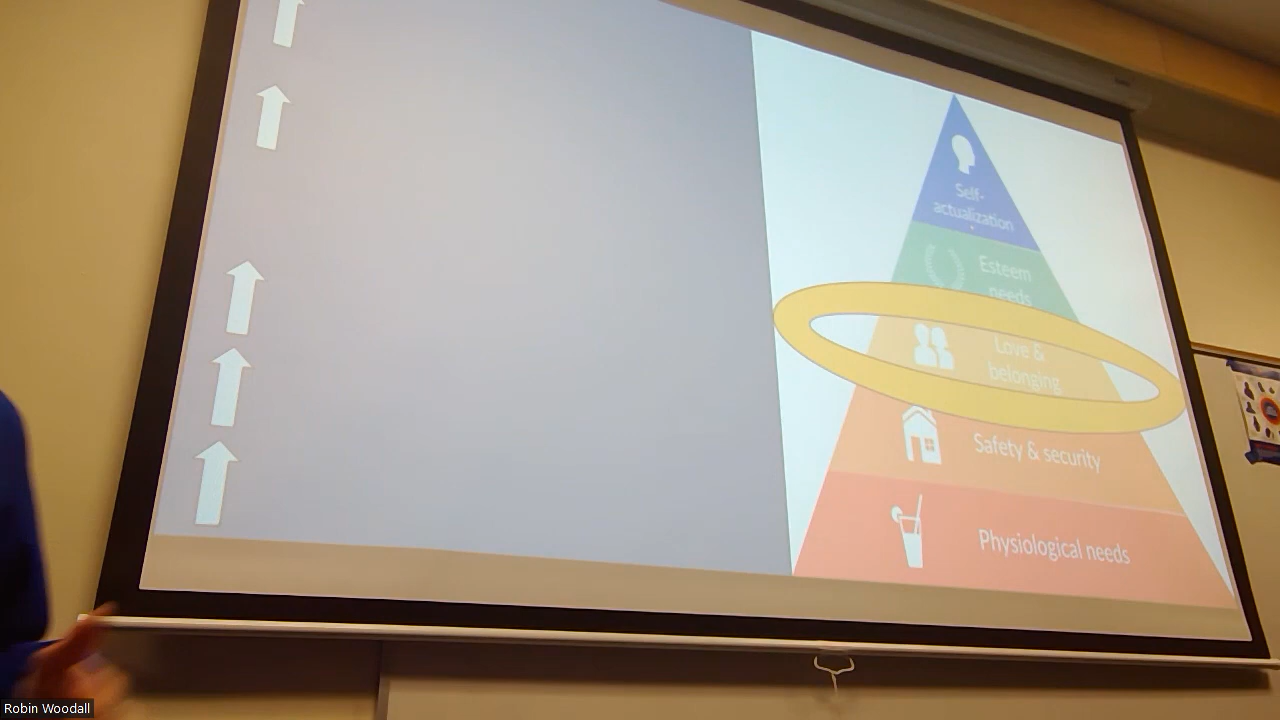 Self-
actualization
Esteem
needs
Love &
belonging
Safety & security
Physiological needs
Robin Woodall